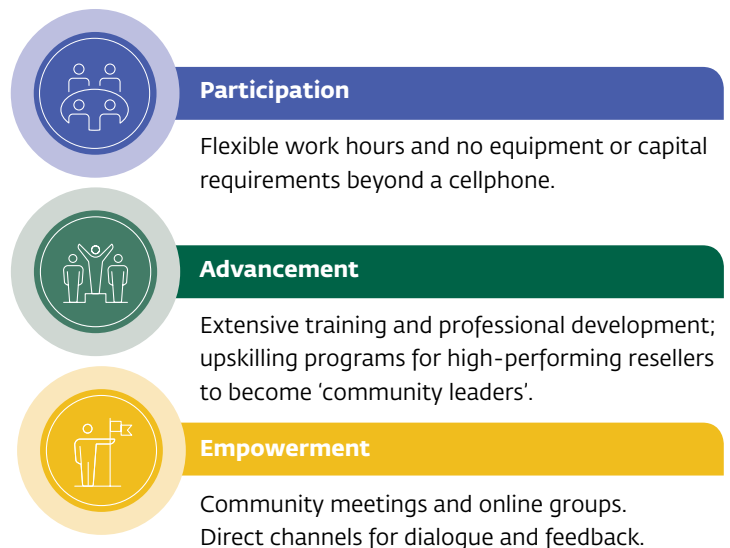 Participation
Flexible work hours and no equipment or capital
requirements beyond a cellphone.
Advancement
Extensive training and professional development;
upskilling programs for high-performing resellers
to become ‘community leaders’.
Empowerment
Community meetings and online groups.
Direct channels for dialogue and feedback.